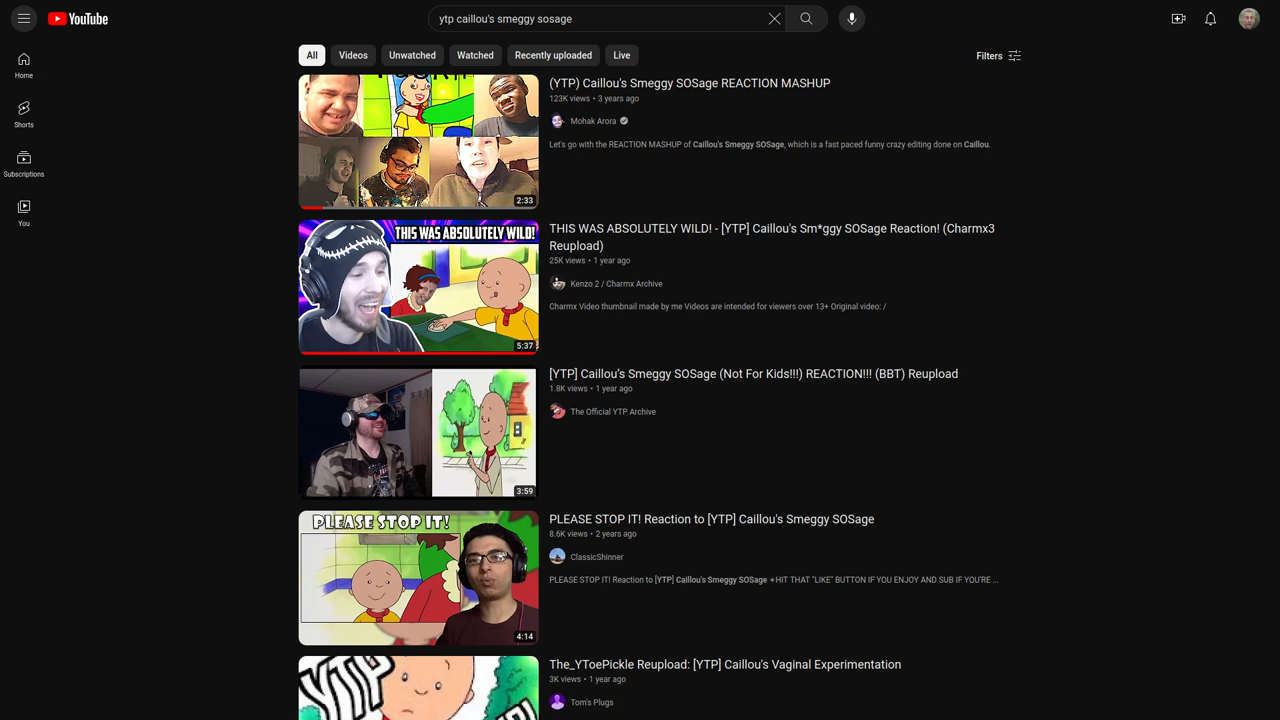 YouTube
ytp caillou's smeggy sosage
Home
Shorts
Subscriptions
You
All
Videos
Unwatched
Watched
Recently uploaded
Live
Filters
2:33
(YTP) Caillou's Smeggy SOSage REACTION MASHUP
123K views • 3 years ago
Mohak Arora
Let's go with the REACTION MASHUP of Caillou's Smeggy SOSage, which is a fast paced funny crazy editing done on Caillou.
THIS WAS ABSOLUTELY WILD!
5:37
THIS WAS ABSOLUTELY WILD! - [YTP] Caillou's Sm*ggy SOSage Reaction! (Charmx3
Reupload)
25K views • 1 year ago
Kenzo 2 / Charmx Archive
Charmx Video thumbnail made by me Videos are intended for viewers over 13+ Original video: /
3:59
[YTP] Caillou's Smeggy SOSage (Not For Kids!!!) REACTION!!! (BBT) Reupload
1.8K views • 1 year ago
The Official YTP Archive
PLEASE STOP IT!
4:14
PLEASE STOP IT! Reaction to [YTP] Caillou's Smeggy SOSage
8.6K views • 2 years ago
ClassicShinner
PLEASE STOP IT! Reaction to [YTP] Caillou's Smeggy SOSage ✶HIT THAT "LIKE" BUTTON IF YOU ENJOY AND SUB IF YOU'RE ...
YTP
The_YToePickle Reupload: [YTP] Caillou's Vaginal Experimentation
3K views • 1 year ago
Tom's Plugs